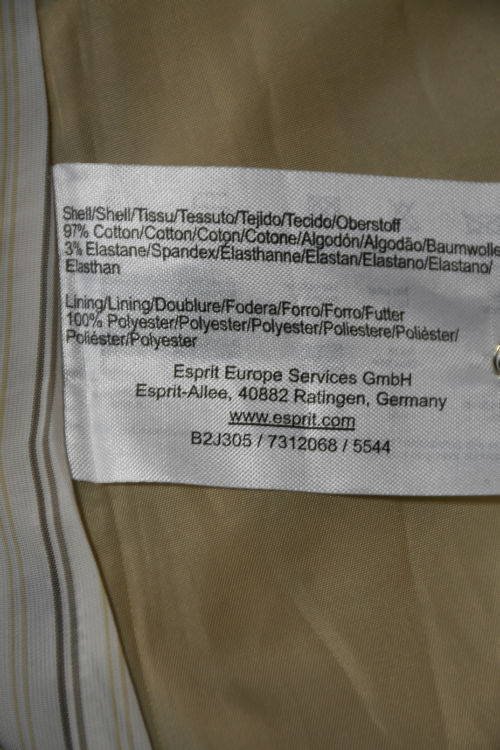 Shell/Shell/Tissu/Tessuto/Tejido/Tecido/Oberstoff
97% Cotton/Cotton/Coton/Cotone/Algodón/Algodão/Baumwolle
3% Elastane/Spandex/Élasthanne/Elastan/Elastano/Elastano/
Elasthan
Lining/Lining/Doublure/Fodera/Forro/Forro/Futter
100% Polyester/Polyester/Polyester/Poliestere/Poliéster/
Poliéster/Polyester
Esprit Europe Services GmbH
Esprit-Allee, 40882 Ratingen, Germany
www.esprit.com
B2J305 / 7312068 / 5544